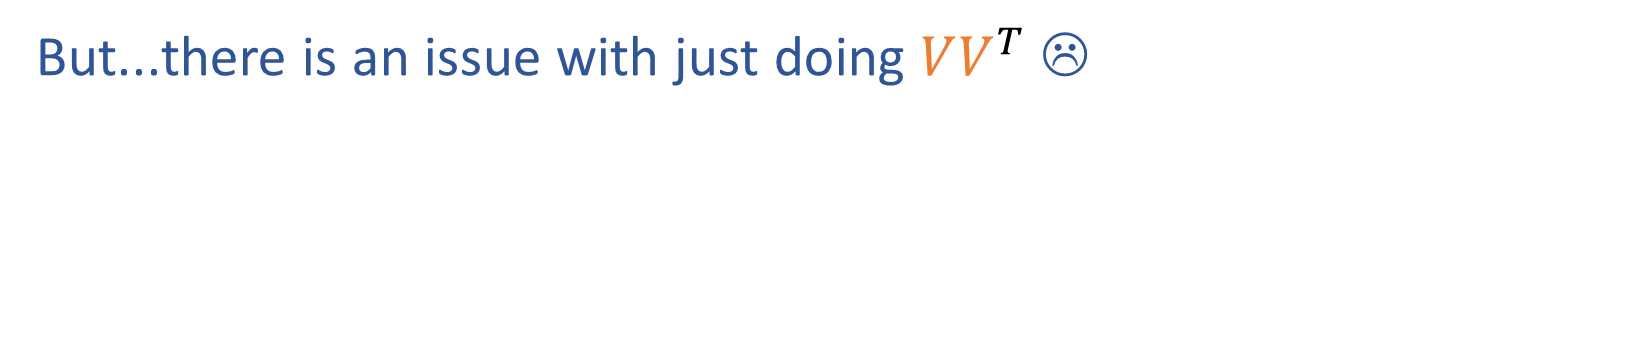 But...there is an issue with just doing $VV^T$ ☹